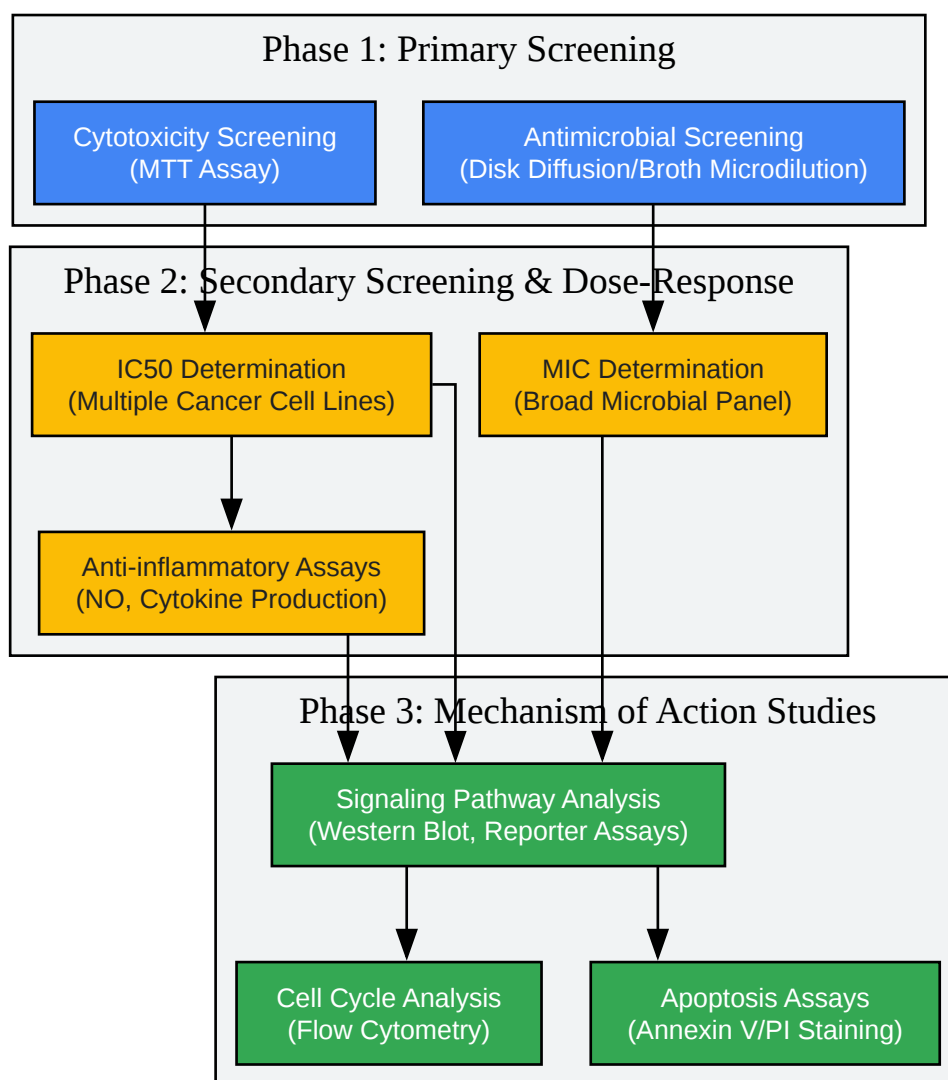 Phase 1: Primary Screening
Cytotoxicity Screening
(MTT Assay)
Antimicrobial Screening
(Disk Diffusion/Broth Microdilution)
Phase 2: Secondary Screening & Dose-Response
IC50 Determination
(Multiple Cancer Cell Lines)
MIC Determination
(Broad Microbial Panel)
Anti-inflammatory Assays
(NO, Cytokine Production)
Phase 3: Mechanism of Action Studies
Signaling Pathway Analysis
(Western Blot, Reporter Assays)
Cell Cycle Analysis
(Flow Cytometry)
Apoptosis Assays
(Annexin V/PI Staining)